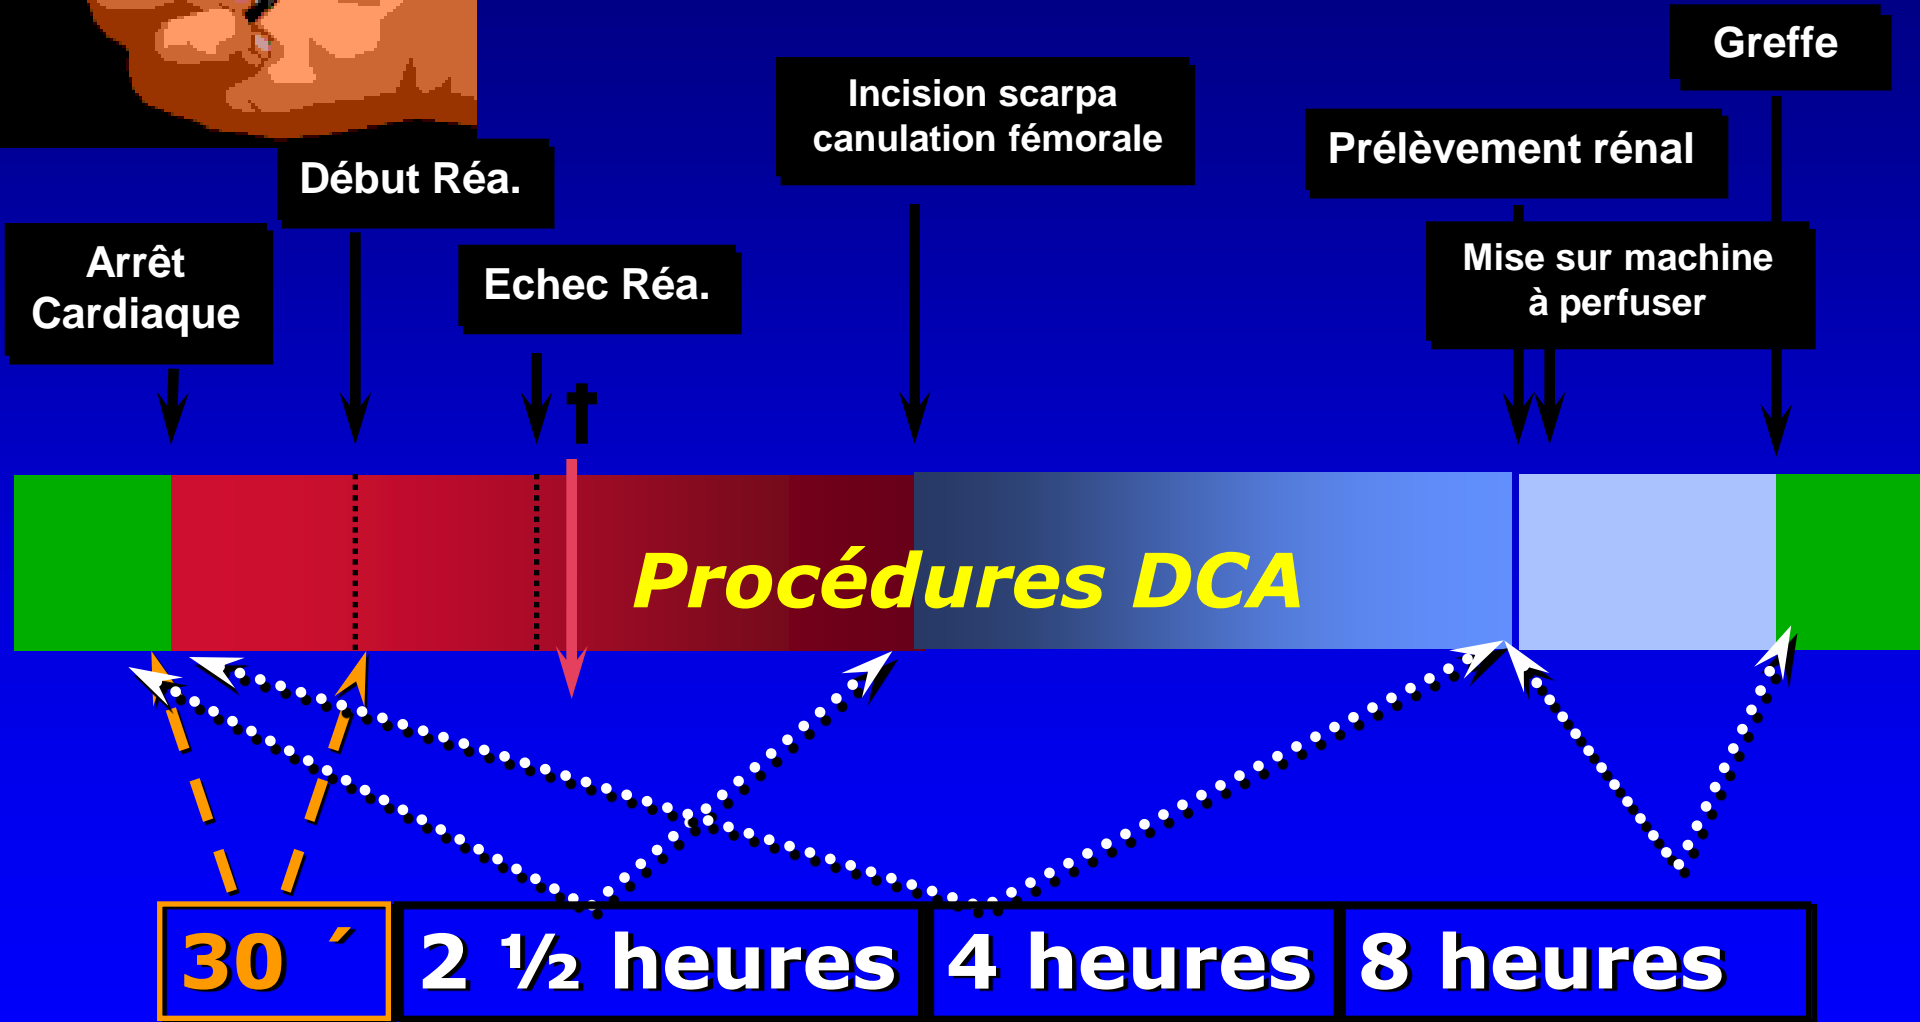 Greffe
Incision scarpa
canulation fémorale
Prélèvement rénal
Début Réa.
Arrêt
Cardiaque
Echec Réa.
Mise sur machine
à perfuser
Procédures DCA
30 ´
2 ½ heures
4 heures
8 heures